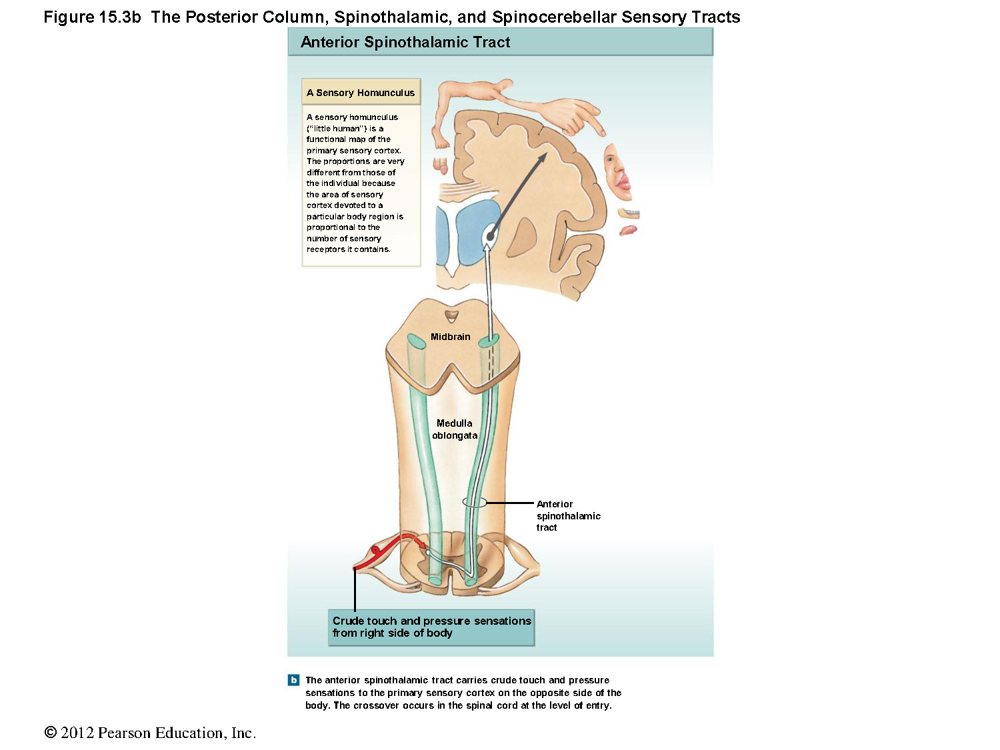 Figure 15.3b  The Posterior Column, Spinothalamic, and Spinocerebellar Sensory Tracts
Anterior Spinothalamic Tract
A Sensory Homunculus
A sensory homunculus
("little human") is a
functional map of the
primary sensory cortex.
The proportions are very
different from those of
the individual because
the area of sensory
cortex devoted to a
particular body region is
proportional to the
number of sensory
receptors it contains.
Midbrain
Medulla
oblongata
Anterior
spinothalamic
tract
Crude touch and pressure sensations
from right side of body
b The anterior spinothalamic tract carries crude touch and pressure
sensations to the primary sensory cortex on the opposite side of the
body. The crossover occurs in the spinal cord at the level of entry.
© 2012 Pearson Education, Inc.